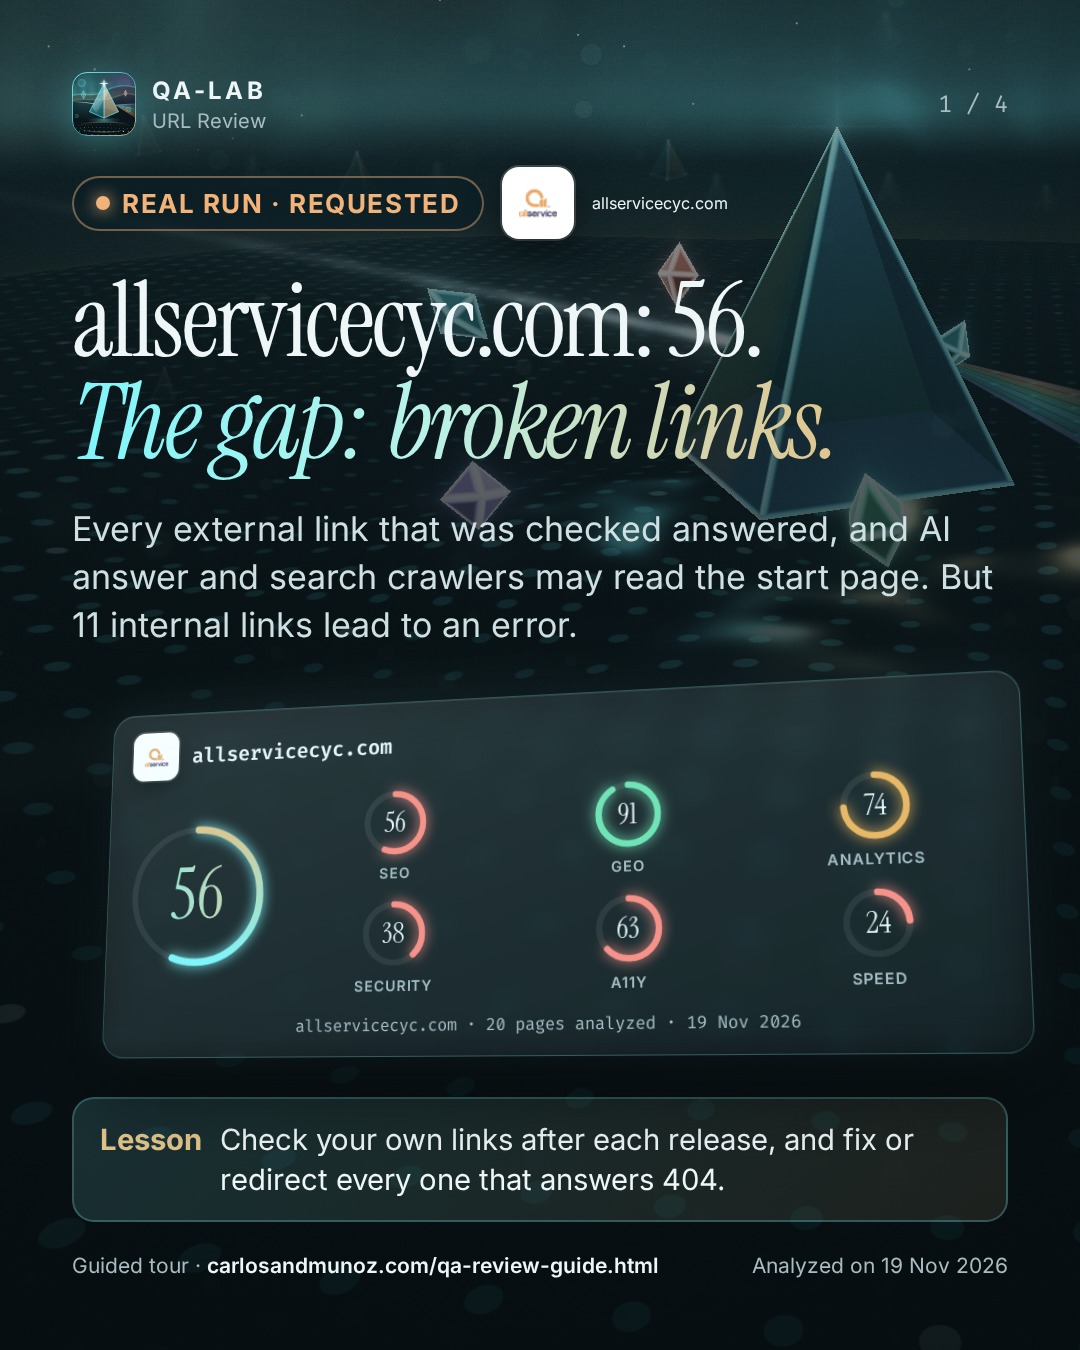 QA-LAB
URL Review
1 / 4
REAL RUN · REQUESTED
allservice
allservicecyc.com
allservicecyc.com: 56.
The gap: broken links.
Every external link that was checked answered, and AI
answer and search crawlers may read the start page. But
11 internal links lead to an error.
allservice
allservicecyc.com
56
56
SEO
91
GEO
74
ANALYTICS
38
SECURITY
63
A11Y
24
SPEED
allservicecyc.com · 20 pages analyzed · 19 Nov 2026
Lesson Check your own links after each release, and fix or
redirect every one that answers 404.
Guided tour · carlosandmunoz.com/qa-review-guide.html
Analyzed on 19 Nov 2026